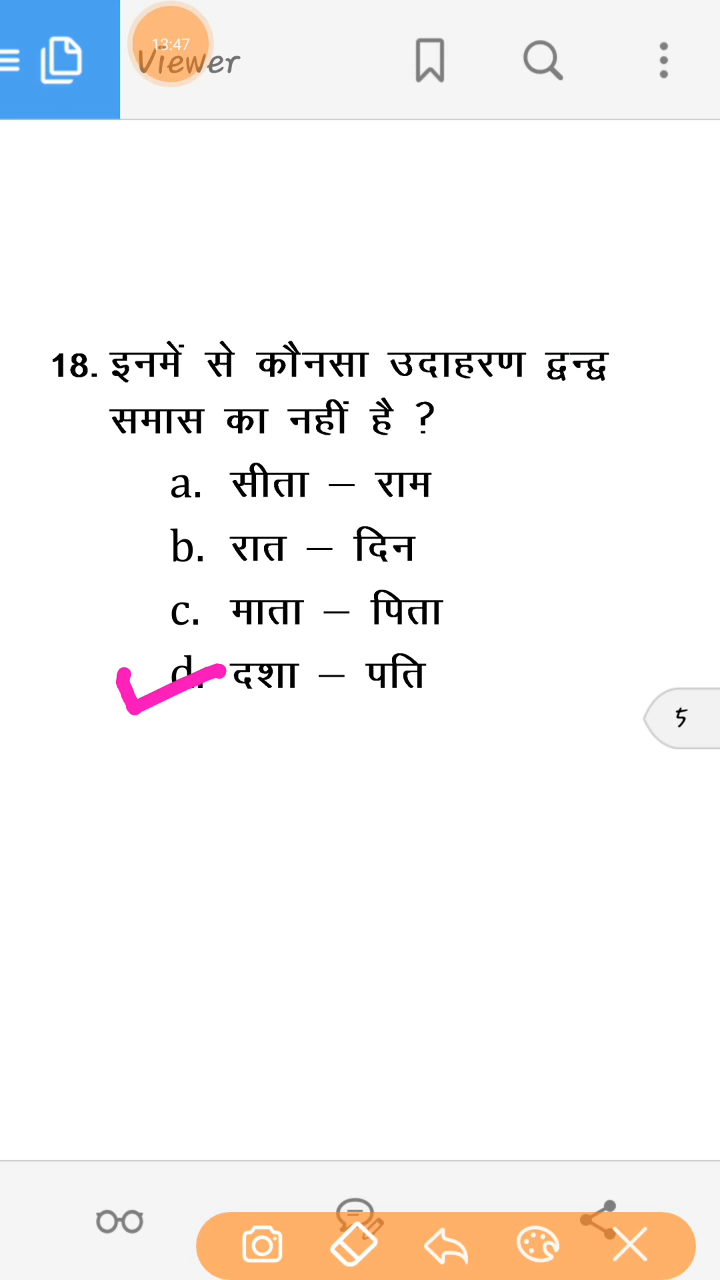 13:47
Viewer
18. इनमें से कौनसा उदाहरण द्वन्द्व
समास का नहीं है ?
a. सीता – राम
b. रात – दिन
c. माता – पिता
d. दशा – पति
5